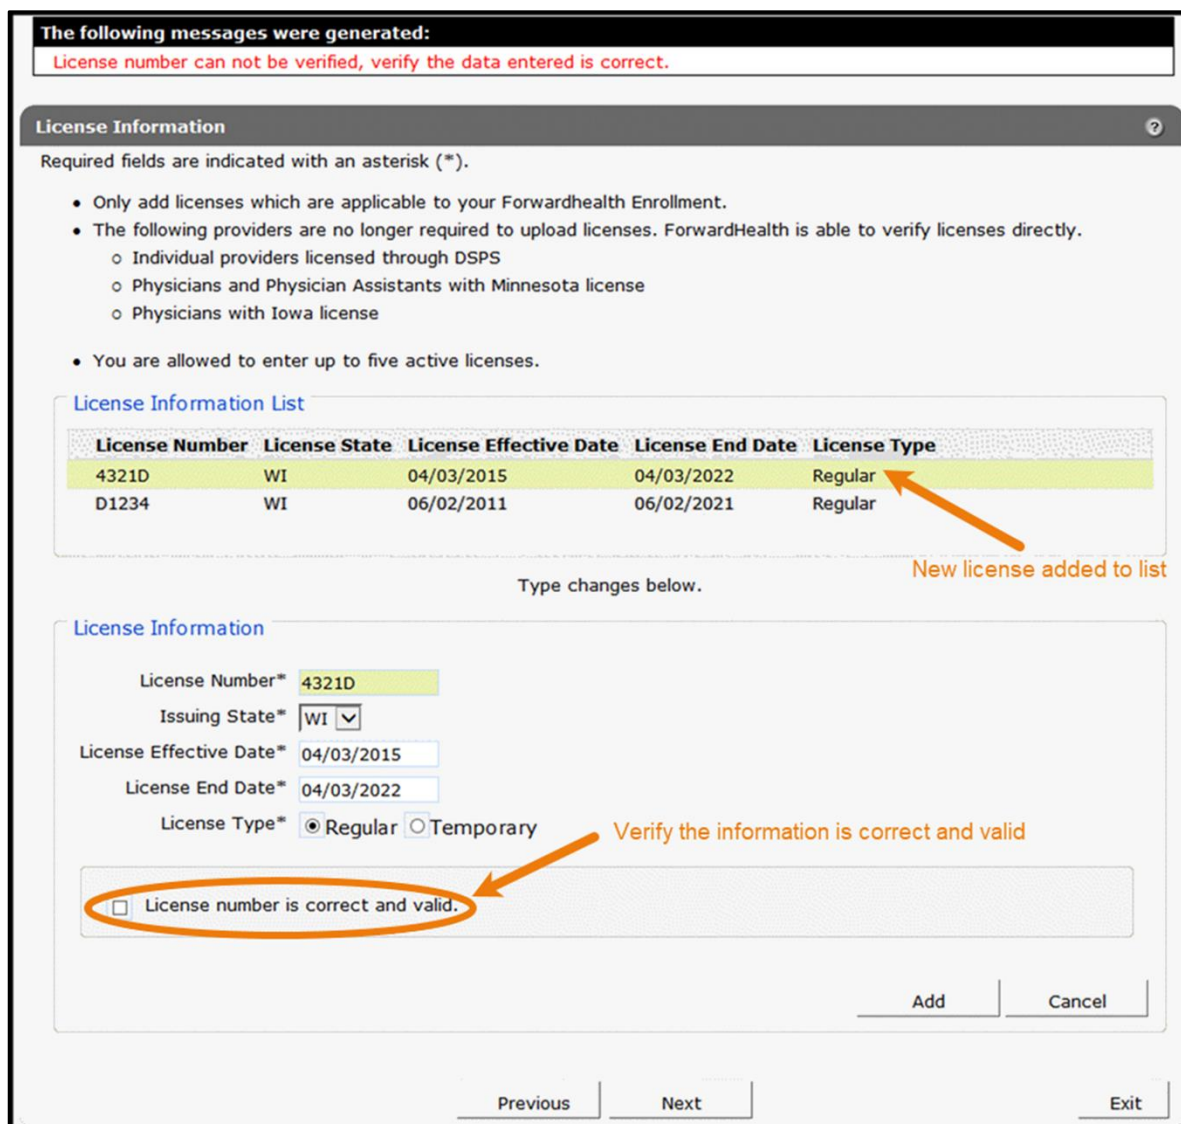 The following messages were generated:
License number can not be verified, verify the data entered is correct.
License Information
?
Required fields are indicated with an asterisk (*).
• Only add licenses which are applicable to your Forwardhealth Enrollment.
• The following providers are no longer required to upload licenses. ForwardHealth is able to verify licenses directly.
o Individual providers licensed through DSPS
o Physicians and Physician Assistants with Minnesota license
o Physicians with Iowa license
• You are allowed to enter up to five active licenses.
License Information List
License Number License State License Effective Date License End Date License Type
4321D WI 04/03/2015 04/03/2022 Regular
D1234 WI 06/02/2011 06/02/2021 Regular
New license added to list
Type changes below.
License Information
License Number* 4321D
Issuing State* WI
License Effective Date* 04/03/2015
License End Date* 04/03/2022
License Type* Regular Temporary
Verify the information is correct and valid
License number is correct and valid.
Add Cancel
Previous Next Exit